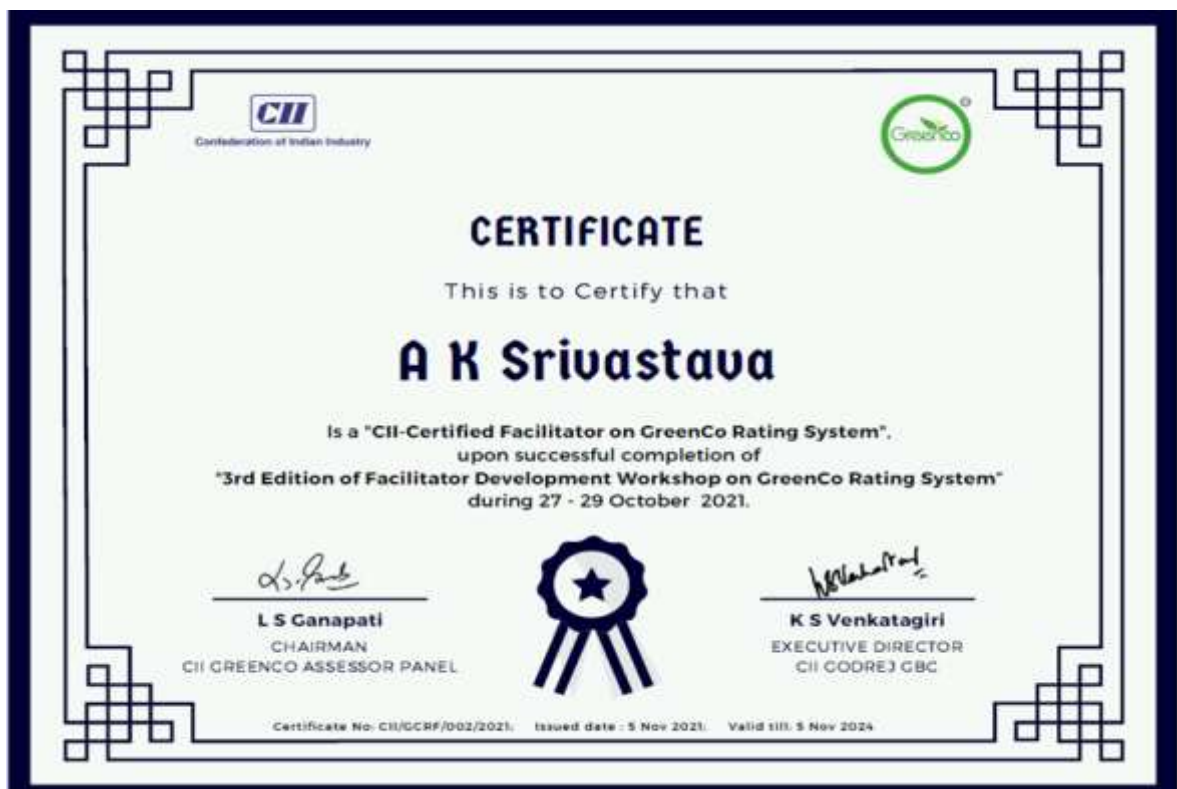 CII
Confederation of Indian Industry
GreenCo
CERTIFICATE
This is to Certify that
A K Srivastava
Is a "CII-Certified Facilitator on GreenCo Rating System",
upon successful completion of
"3rd Edition of Facilitator Development Workshop on GreenCo Rating System"
during 27 - 29 October 2021.
L S Ganapati
CHAIRMAN
CII GREENCO ASSESSOR PANEL
K S Venkatagiri
EXECUTIVE DIRECTOR
CII GODREJ GBC
Certificate No: CII/GCRF/002/2021; Issued date : 5 Nov 2021; Valid till: 5 Nov 2024